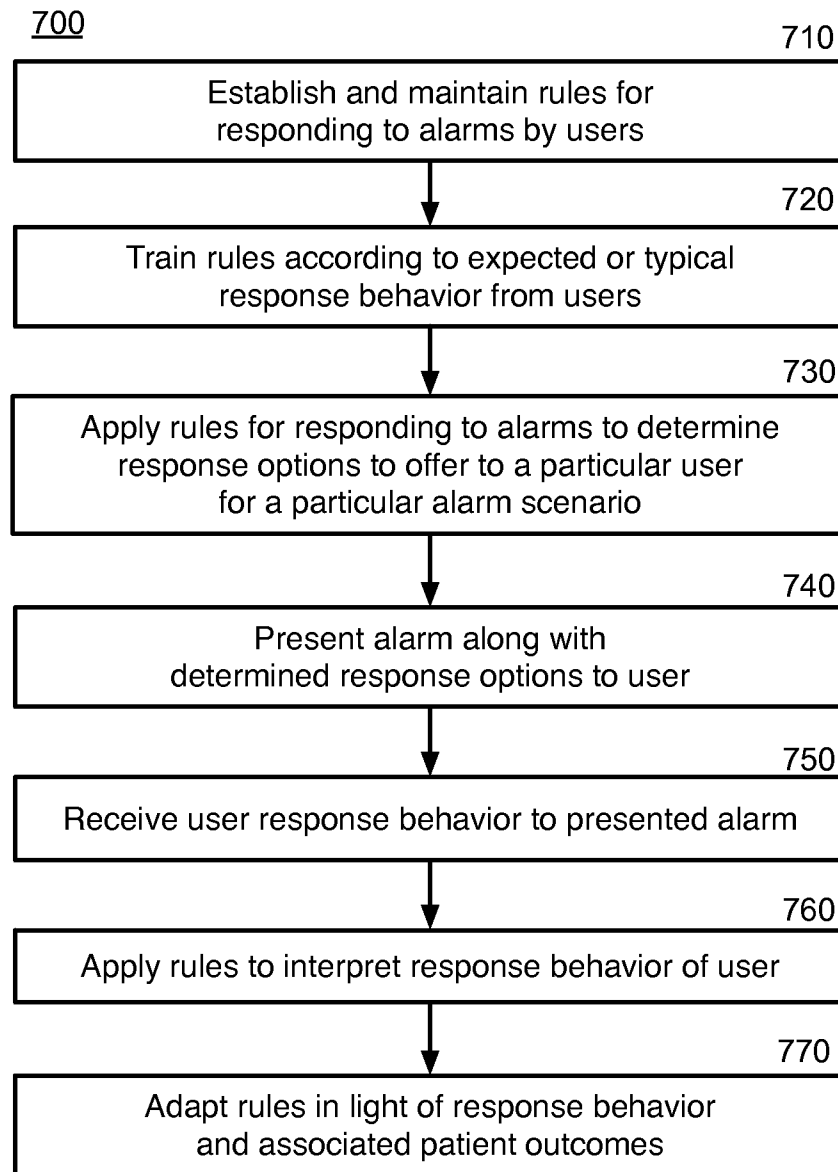 700
710
Establish and maintain rules for
responding to alarms by users
720
Train rules according to expected or typical
response behavior from users
730
Apply rules for responding to alarms to determine
response options to offer to a particular user
for a particular alarm scenario
740
Present alarm along with
determined response options to user
750
Receive user response behavior to presented alarm
760
Apply rules to interpret response behavior of user
770
Adapt rules in light of response behavior
and associated patient outcomes